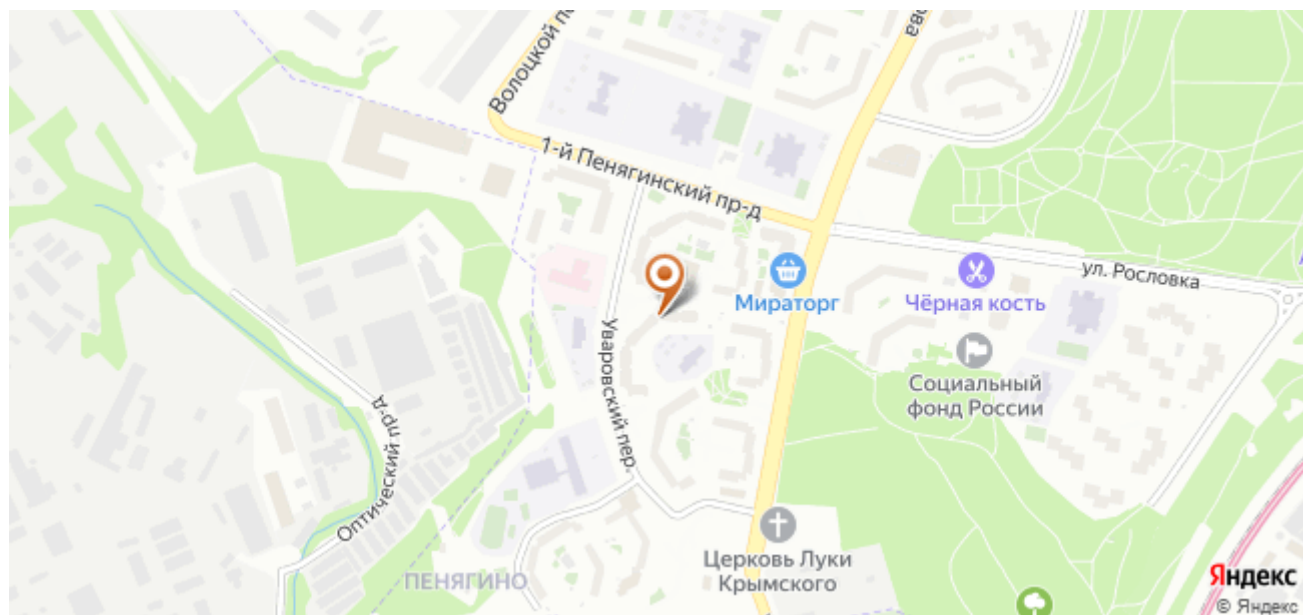 Волоцкой п
ова
1-й Пенягинский пр-д
ул. Рословка
Мираторг
Чёрная кость
Уваровский пер.
Социальный
фонд России
Оптический пр-д
Церковь Луки
Крымского
ПЕНЯГИНО
Яндекс
© Яндекс